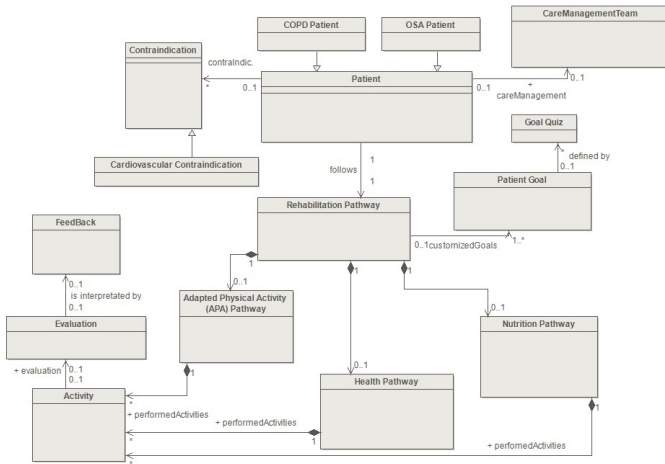 COPD Patient
OSA Patient
CareManagementTeam
Contraindication
contraIndic.
*
0..1
Patient
0..1
+
careManagement
0..1
Goal Quiz
Cardiovascular Contraindication
follows
1
1
*
defined by
0..1
Patient Goal
Rehabilitation Pathway
0..1
customizedGoals
1..*
FeedBack
0..1
is interpretated by
0..1
1
0..1
1
1
Adapted Physical Activity
(APA) Pathway
0..1
Evaluation
Nutrition Pathway
+ evaluation
0..1
0..1
1
0..1
Health Pathway
Activity
*
+ performedActivities
+ performedActivities
*
1
1
+ performedActivities
*